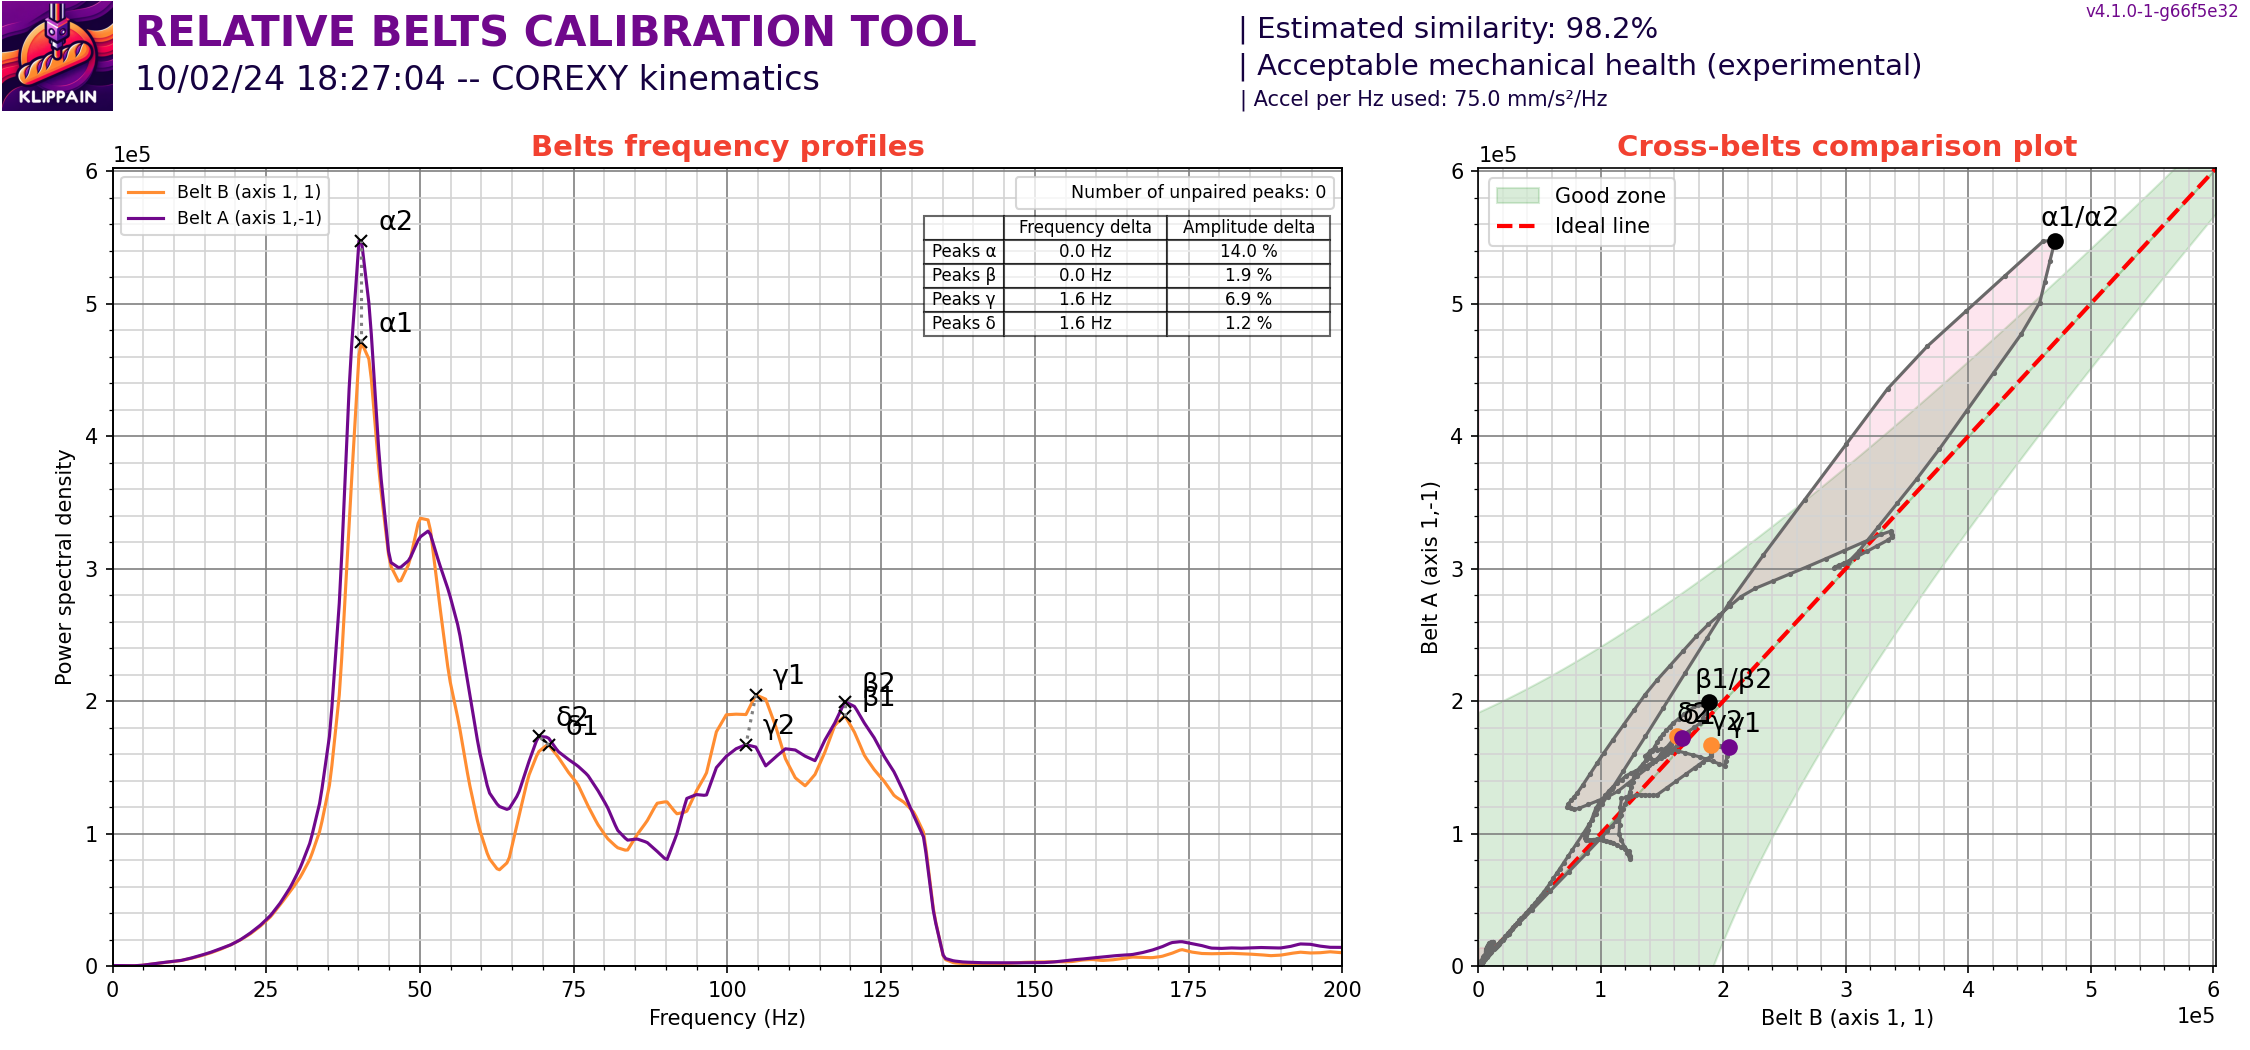 KLIPPAIN
RELATIVE BELTS CALIBRATION TOOL
10/02/24 18:27:04 -- COREXY kinematics
| Estimated similarity: 98.2%
| Acceptable mechanical health (experimental)
| Accel per Hz used: 75.0 mm/s²/Hz
v4.1.0-1-g66f5e32
Belts frequency profiles
1e5
Belt B (axis 1, 1)
Belt A (axis 1,-1)
Number of unpaired peaks: 0
Frequency delta Amplitude delta
Peaks α 0.0 Hz 14.0 %
Peaks β 0.0 Hz 1.9 %
Peaks γ 1.6 Hz 6.9 %
Peaks δ 1.6 Hz 1.2 %
α2
α1
γ1
β2
β1
δ2
δ1
γ2
6
5
4
3
2
1
0
Power spectral density
0 25 50 75 100 125 150 175 200
Frequency (Hz)
Cross-belts comparison plot
1e5
Good zone
Ideal line
α1/α2
β1/β2
δ2
δ1
γ2
γ1
6
5
4
3
2
1
0
Belt A (axis 1,-1)
0 1 2 3 4 5 6
Belt B (axis 1, 1)
1e5